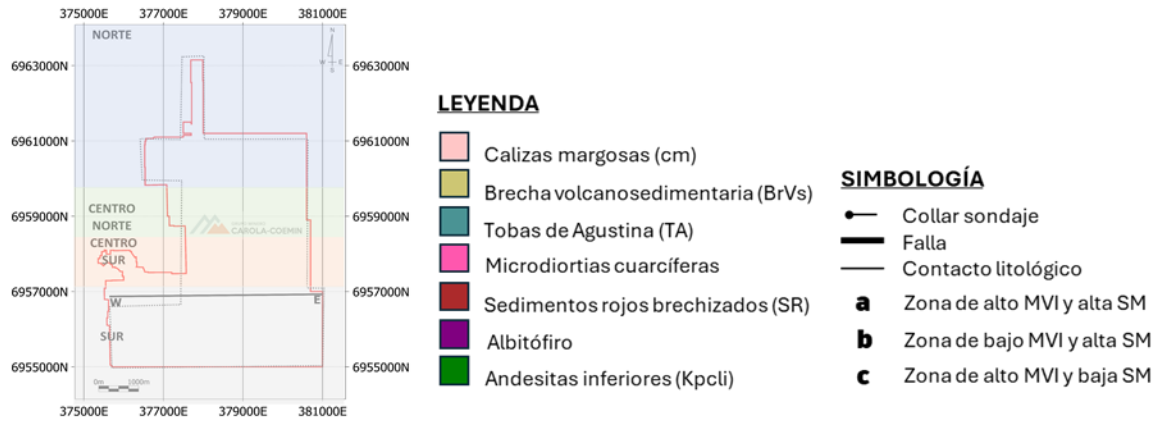 375000E 377000E 379000E 381000E
NORTE
N
W E
S
6963000N 6963000N
6961000N 6961000N
CENTRO
6959000N 6959000N
NORTE
CAROLA-COEMIN
CENTRO
SUR
6957000N 6957000N
W E
SUR
6955000N 6955000N
0m 1000m
375000E 377000E 379000E 381000E
LEYENDA
Calizas margosas (cm)
Brecha volcanosedimentaria (BrVs)
Tobas de Agustina (TA)
Microdiortias cuarcíferas
Sedimentos rojos brechizados (SR)
Albitófiro
Andesitas inferiores (Kpcli)
SIMBOLOGÍA
Collar sondaje
Falla
Contacto litológico
a Zona de alto MVI y alta SM
b Zona de bajo MVI y alta SM
c Zona de alto MVI y baja SM